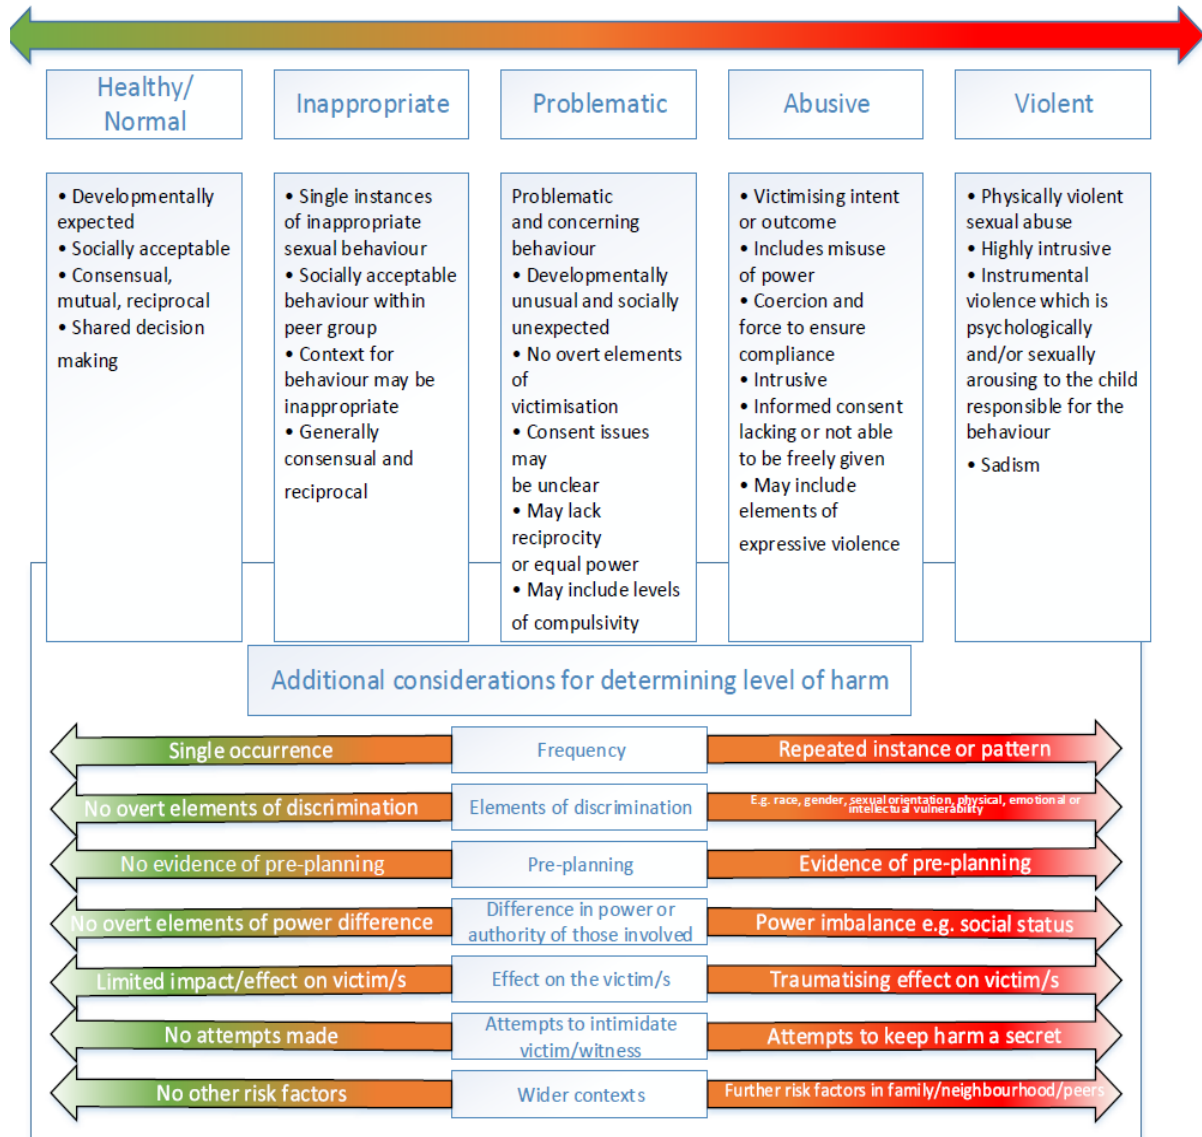 Healthy/
Normal
Inappropriate
Problematic
Abusive
Violent
• Developmentally
expected
• Socially acceptable
• Consensual,
mutual, reciprocal
• Shared decision
making
• Single instances
of inappropriate
sexual behaviour
• Socially acceptable
behaviour within
peer group
• Context for
behaviour may be
inappropriate
• Generally
consensual and
reciprocal
Problematic
and concerning
behaviour
• Developmentally
unusual and socially
unexpected
• No overt elements
of
victimisation
• Consent issues
may
be unclear
• May lack
reciprocity
or equal power
• May include levels
of compulsivity
• Victimising intent
or outcome
• Includes misuse
of power
• Coercion and
force to ensure
compliance
• Intrusive
• Informed consent
lacking or not able
to be freely given
• May include
elements of
expressive violence
• Physically violent
sexual abuse
• Highly intrusive
• Instrumental
violence which is
psychologically
and/or sexually
arousing to the child
responsible for the
behaviour
• Sadism
Additional considerations for determining level of harm
Single occurrence
Frequency
Repeated instance or pattern
No overt elements of discrimination
Elements of discrimination
E.g. race, gender, sexual orientation, physical, emotional or
intellectual vulnerability
No evidence of pre-planning
Pre-planning
Evidence of pre-planning
No overt elements of power difference
Difference in power or
authority of those involved
Power imbalance e.g. social status
Limited impact/effect on victim/s
Effect on the victim/s
Traumatising effect on victim/s
No attempts made
Attempts to intimidate
victim/witness
Attempts to keep harm a secret
No other risk factors
Wider contexts
Further risk factors in family/neighbourhood/peers